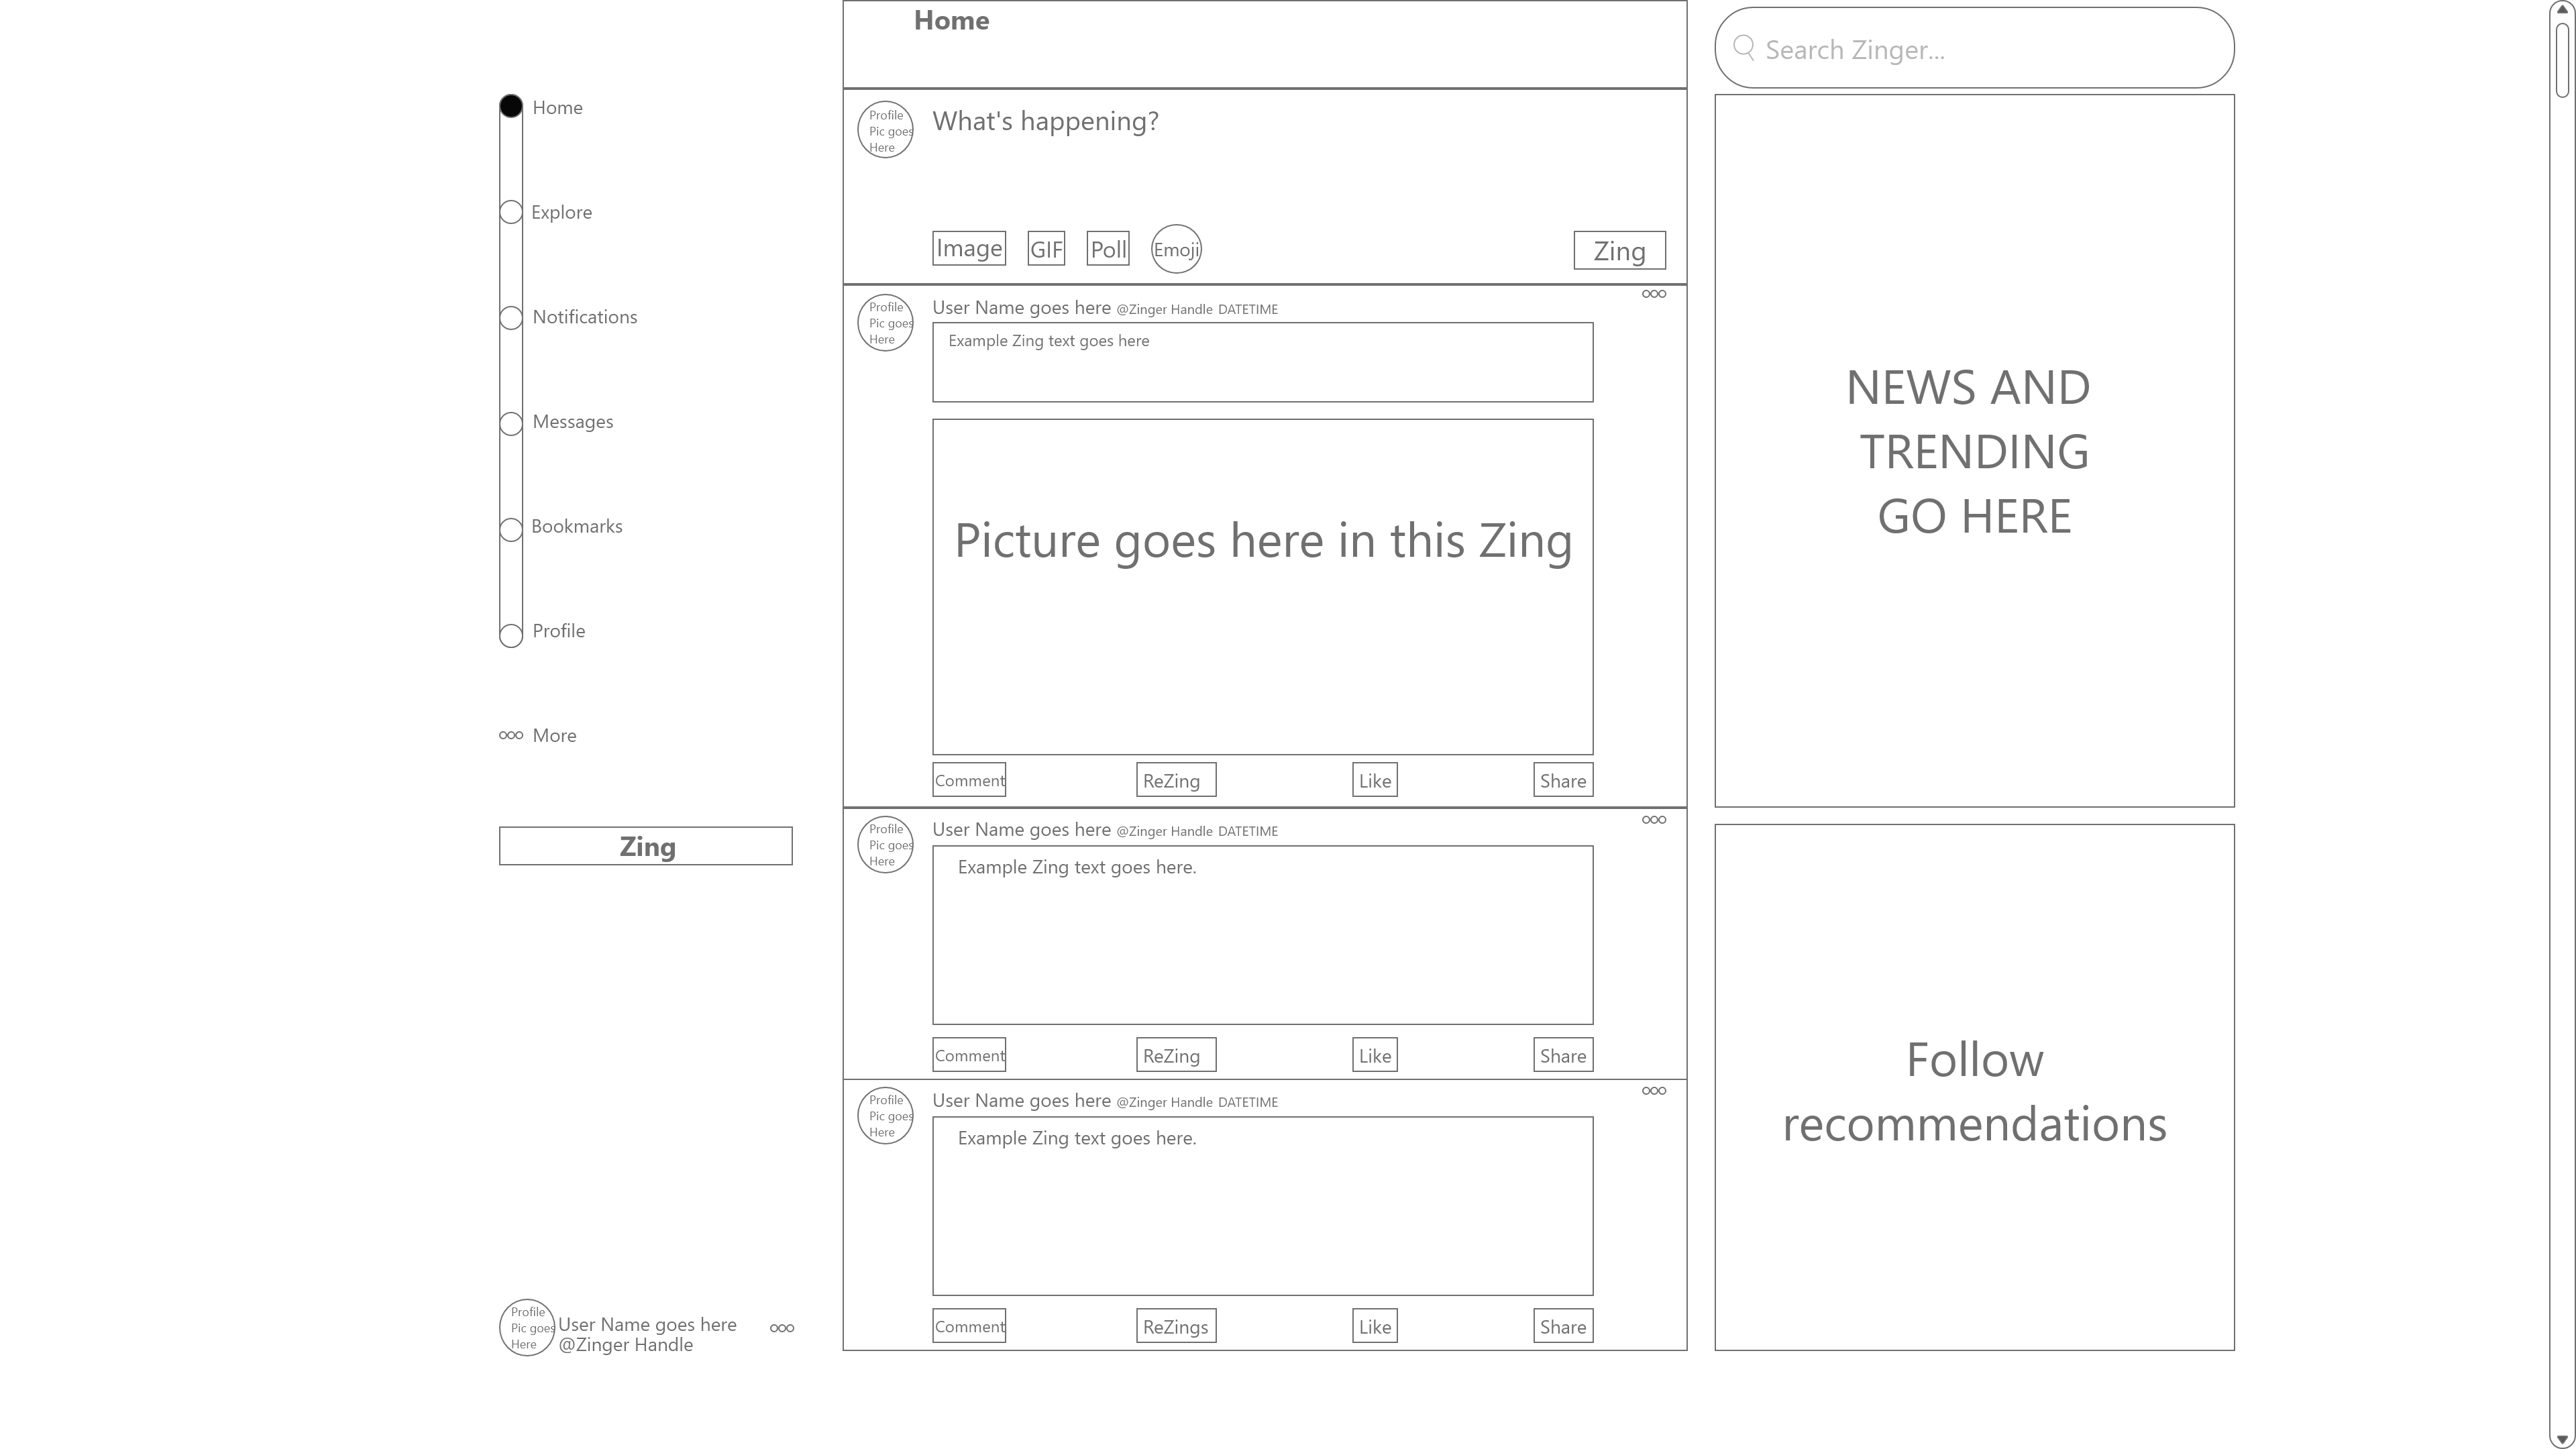 Home
Explore
Notifications
Messages
Bookmarks
Profile
More
Zing
Profile
Pic goes
Here
User Name goes here
@Zinger Handle
Home
Profile
Pic goes
Here
What's happening?
Image GIF Poll Emoji Zing
Profile
Pic goes
Here
User Name goes here @Zinger Handle DATETIME
Example Zing text goes here
Picture goes here in this Zing
Comment ReZing Like Share
Profile
Pic goes
Here
User Name goes here @Zinger Handle DATETIME
Example Zing text goes here.
Comment ReZing Like Share
Profile
Pic goes
Here
User Name goes here @Zinger Handle DATETIME
Example Zing text goes here.
Comment ReZings Like Share
Search Zinger...
NEWS AND
TRENDING
GO HERE
Follow
recommendations